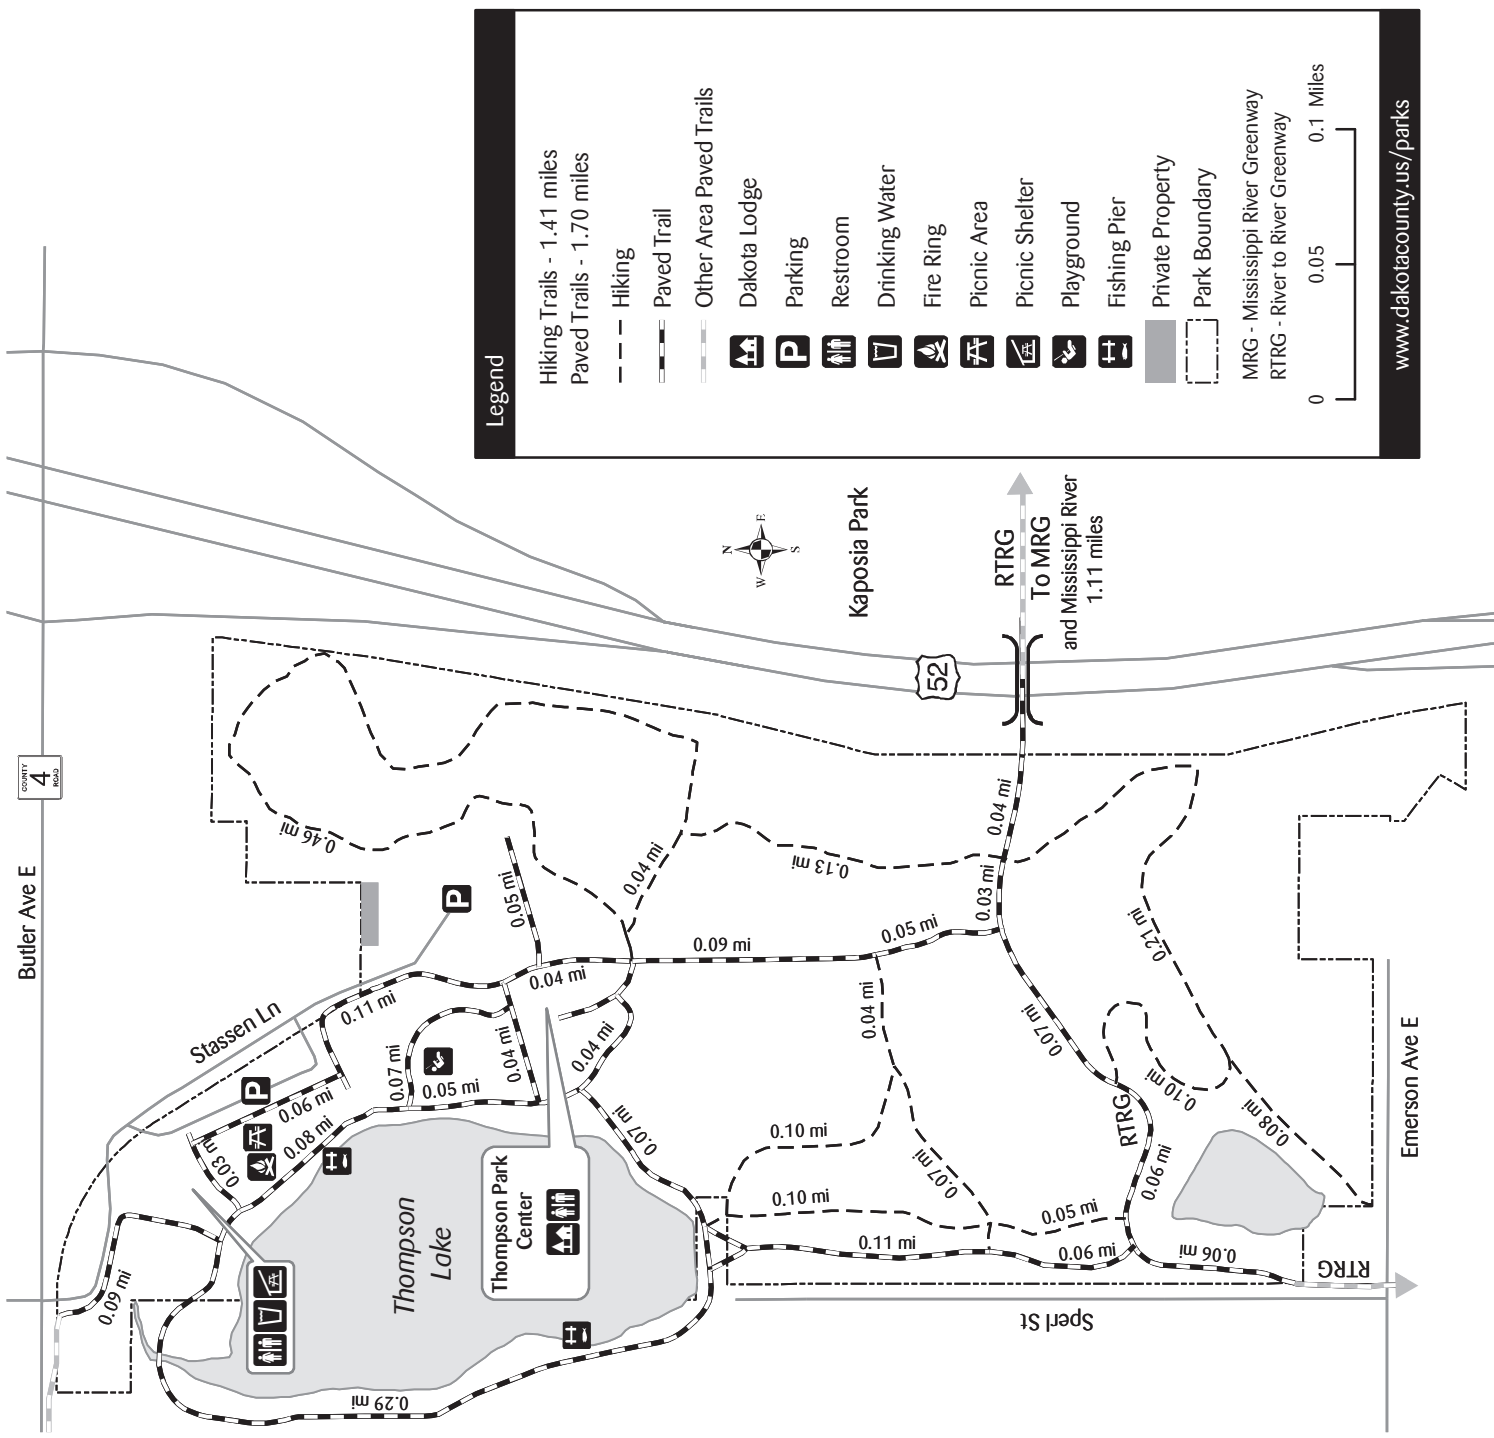 Legend
Hiking Trails - 1.41 miles
Paved Trails - 1.70 miles
Hiking
Paved Trail
Other Area Paved Trails
Dakota Lodge
P
Parking
Restroom
Drinking Water
Fire Ring
Picnic Area
Picnic Shelter
Playground
Fishing Pier
Private Property
Park Boundary
MRG - Mississippi River Greenway
RTRG - River to River Greenway
0
0.05
0.1 Miles
www.dakotacounty.us/parks
Butler Ave E
COUNTY
4
ROAD
Stassen Ln
0.46 mi
P
0.05 mi
0.04 mi
0.13 mi
0.04 mi
0.03 mi
0.11 mi
0.04 mi
0.09 mi
0.05 mi
P
0.06 mi
0.07 mi
0.05 mi
0.04 mi
0.04 mi
0.03 m
0.08 mi
0.07 mi
0.09 mi
0.29 mi
Thompson
Lake
Thompson Park
Center
0.04 mi
0.10 mi
0.07 mi
0.10 mi
0.05 mi
0.11 mi
0.06 mi
0.07 mi
RTRG
0.10 mi
0.21 mi
0.08 mi
0.06 mi
0.06 mi
RTRG
Sperl St
Emerson Ave E
52
N
E
S
W
Kaposia Park
RTRG
To MRG
and Mississippi River
1.11 miles